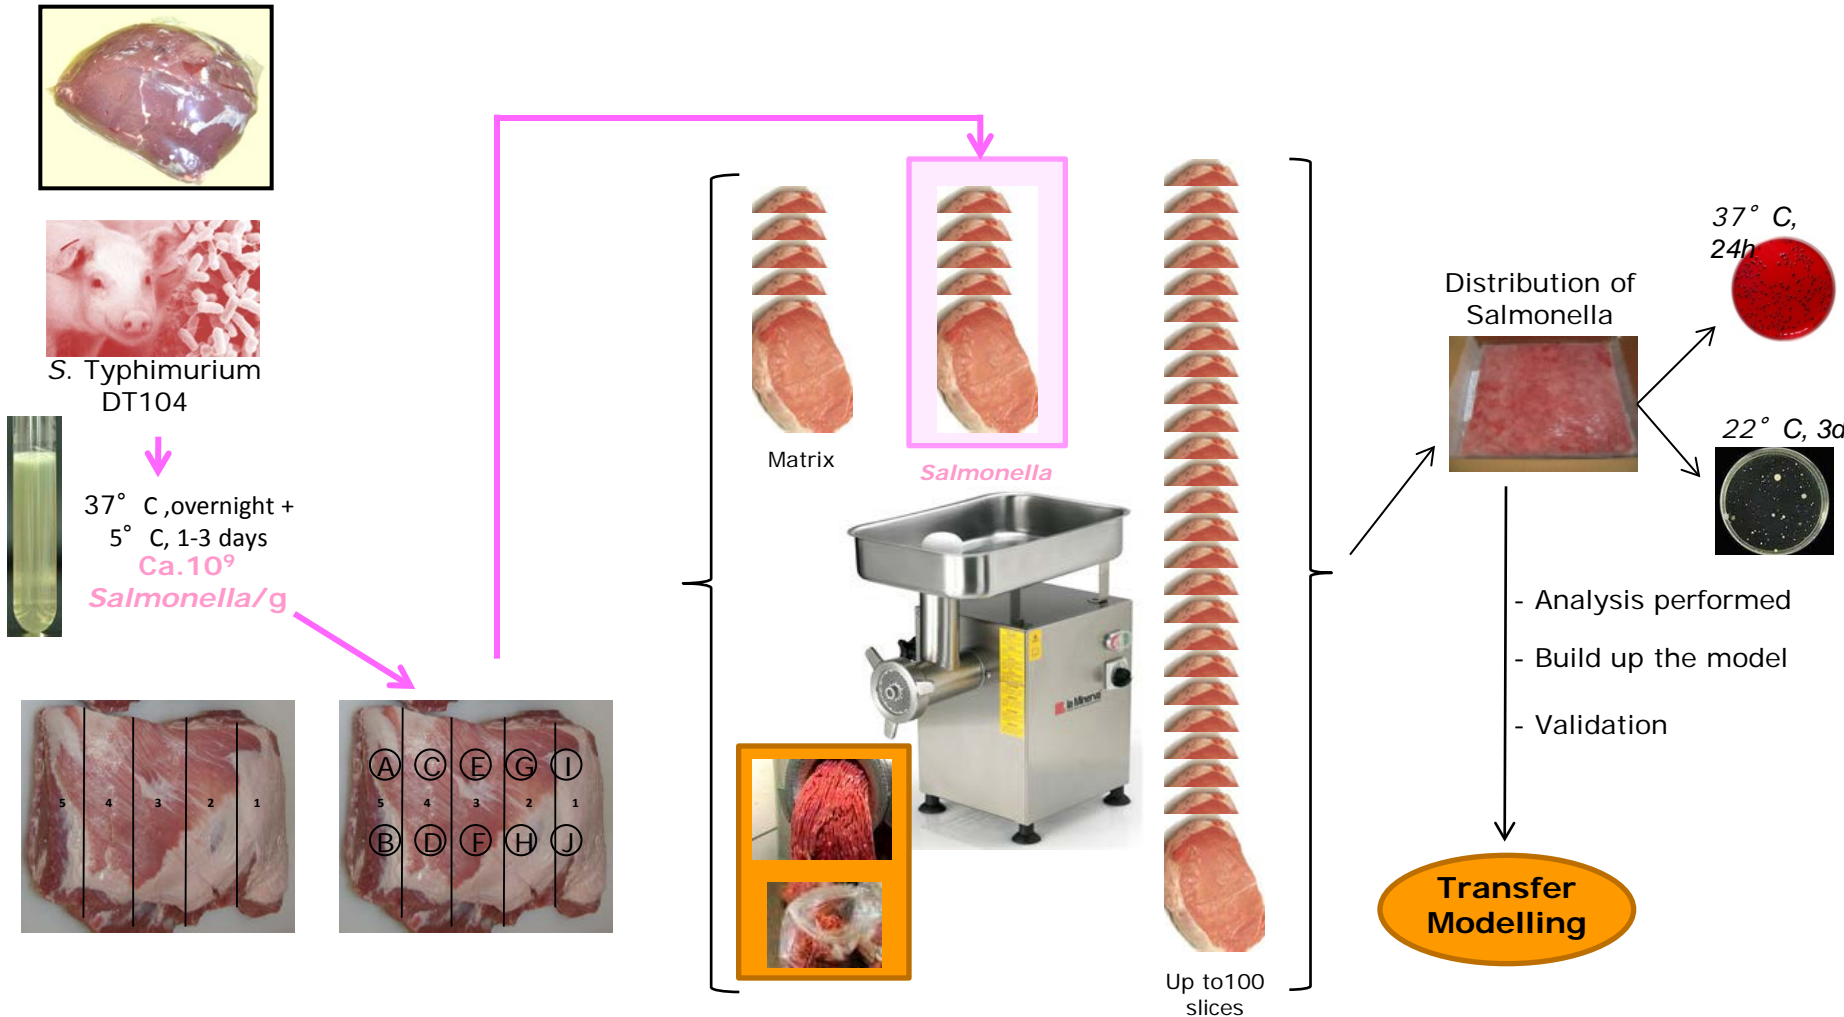 S. Typhimurium
DT104
37° C ,overnight +
5° C, 1-3 days
Ca.10⁹
Salmonella/g
5 4 3 2 1
A C E G I
5 4 3 2 1
B D F H J
Matrix
Salmonella
la Minerva
Up to100
slices
Distribution of
Salmonella
37° C,
24h
22° C, 3d
- Analysis performed
- Build up the model
- Validation
Transfer
Modelling